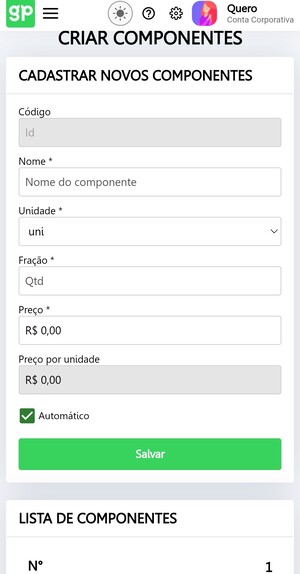 gp
Quero
Conta Corporativa
CRIAR COMPONENTES
CADASTRAR NOVOS COMPONENTES
Código
Id
Nome *
Nome do componente
Unidade *
uni
Fração *
Qtd
Preço *
R$ 0,00
Preço por unidade
R$ 0,00
Automático
Salvar
LISTA DE COMPONENTES
N° 1